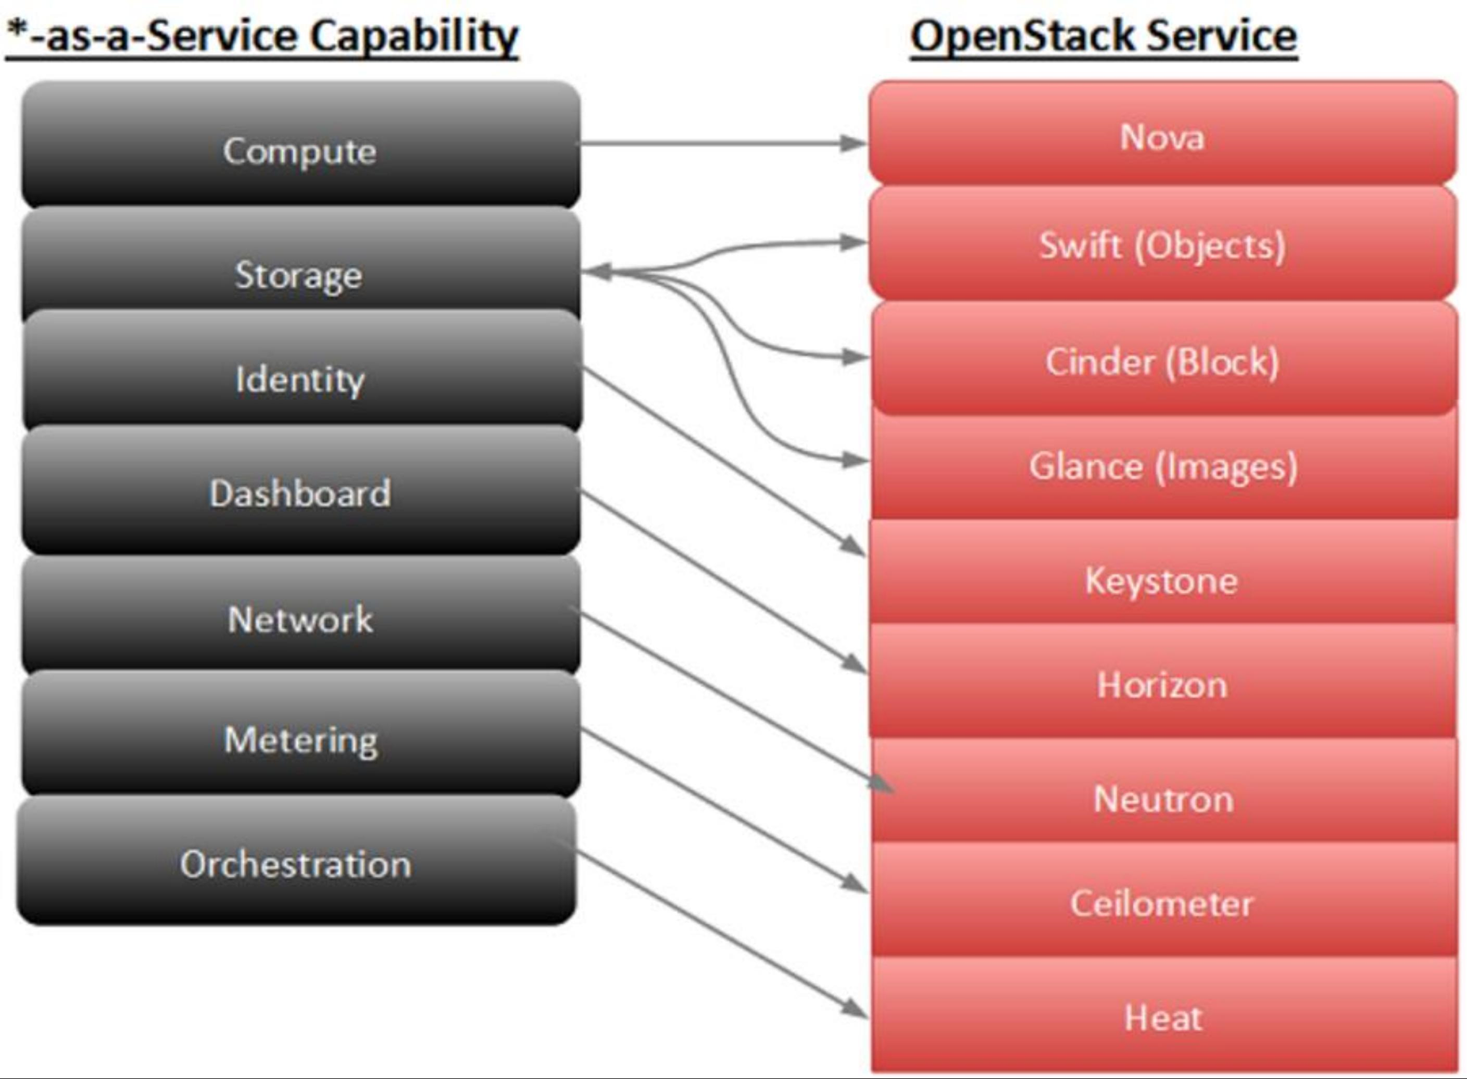 *-as-a-Service Capability
OpenStack Service
Compute
Storage
Identity
Dashboard
Network
Metering
Orchestration
Nova
Swift (Objects)
Cinder (Block)
Glance (Images)
Keystone
Horizon
Neutron
Ceilometer
Heat